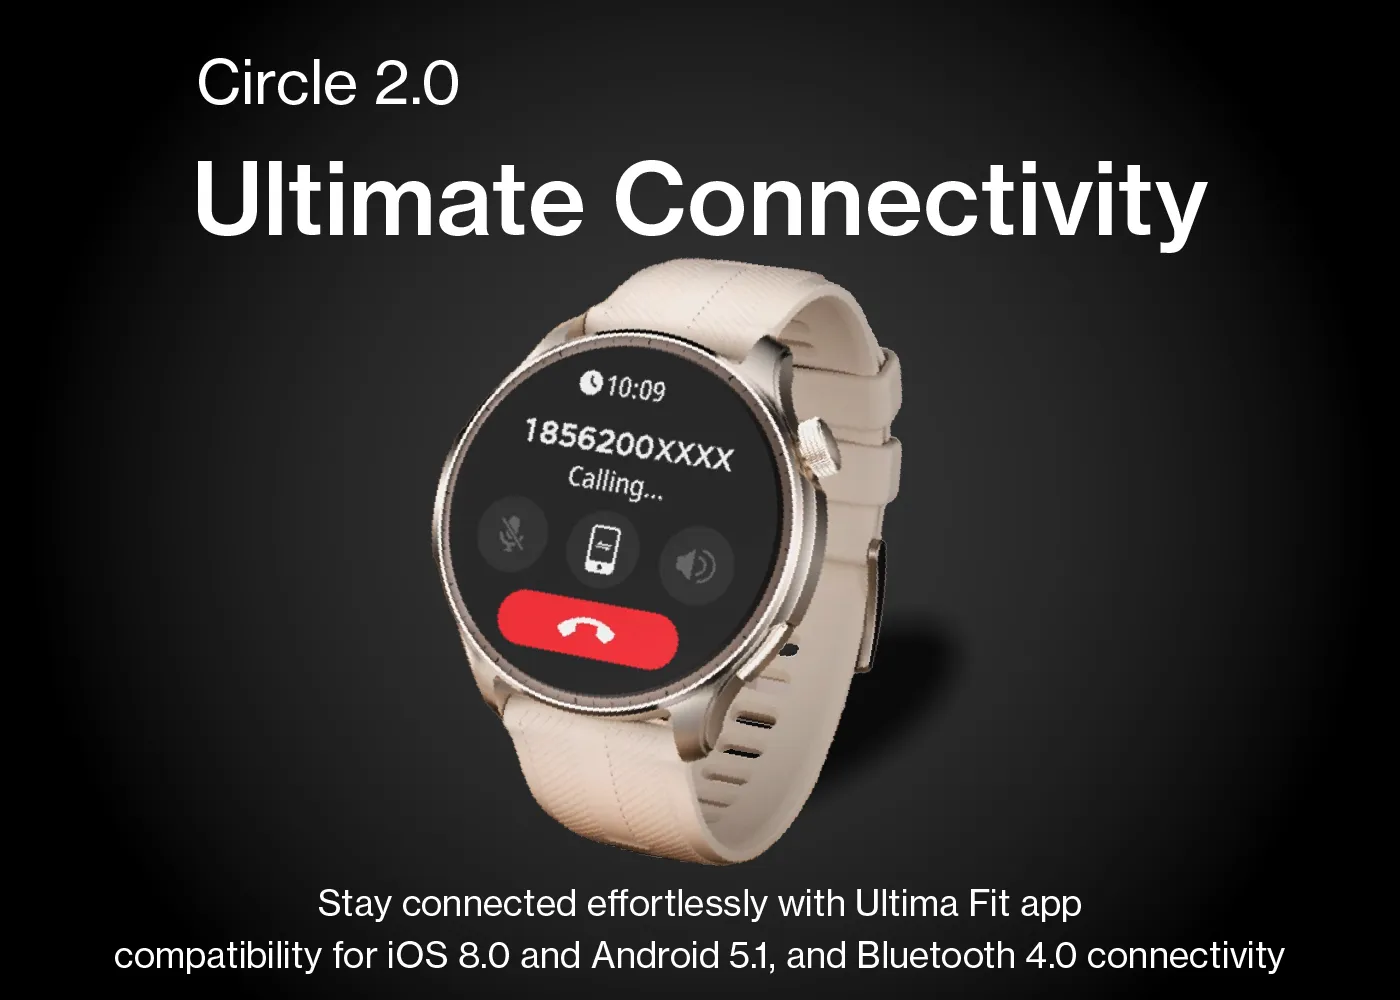 Circle 2.0
Ultimate Connectivity
10:09
1856200XXXX
Calling...
Stay connected effortlessly with Ultima Fit app
compatibility for iOS 8.0 and Android 5.1, and Bluetooth 4.0 connectivity